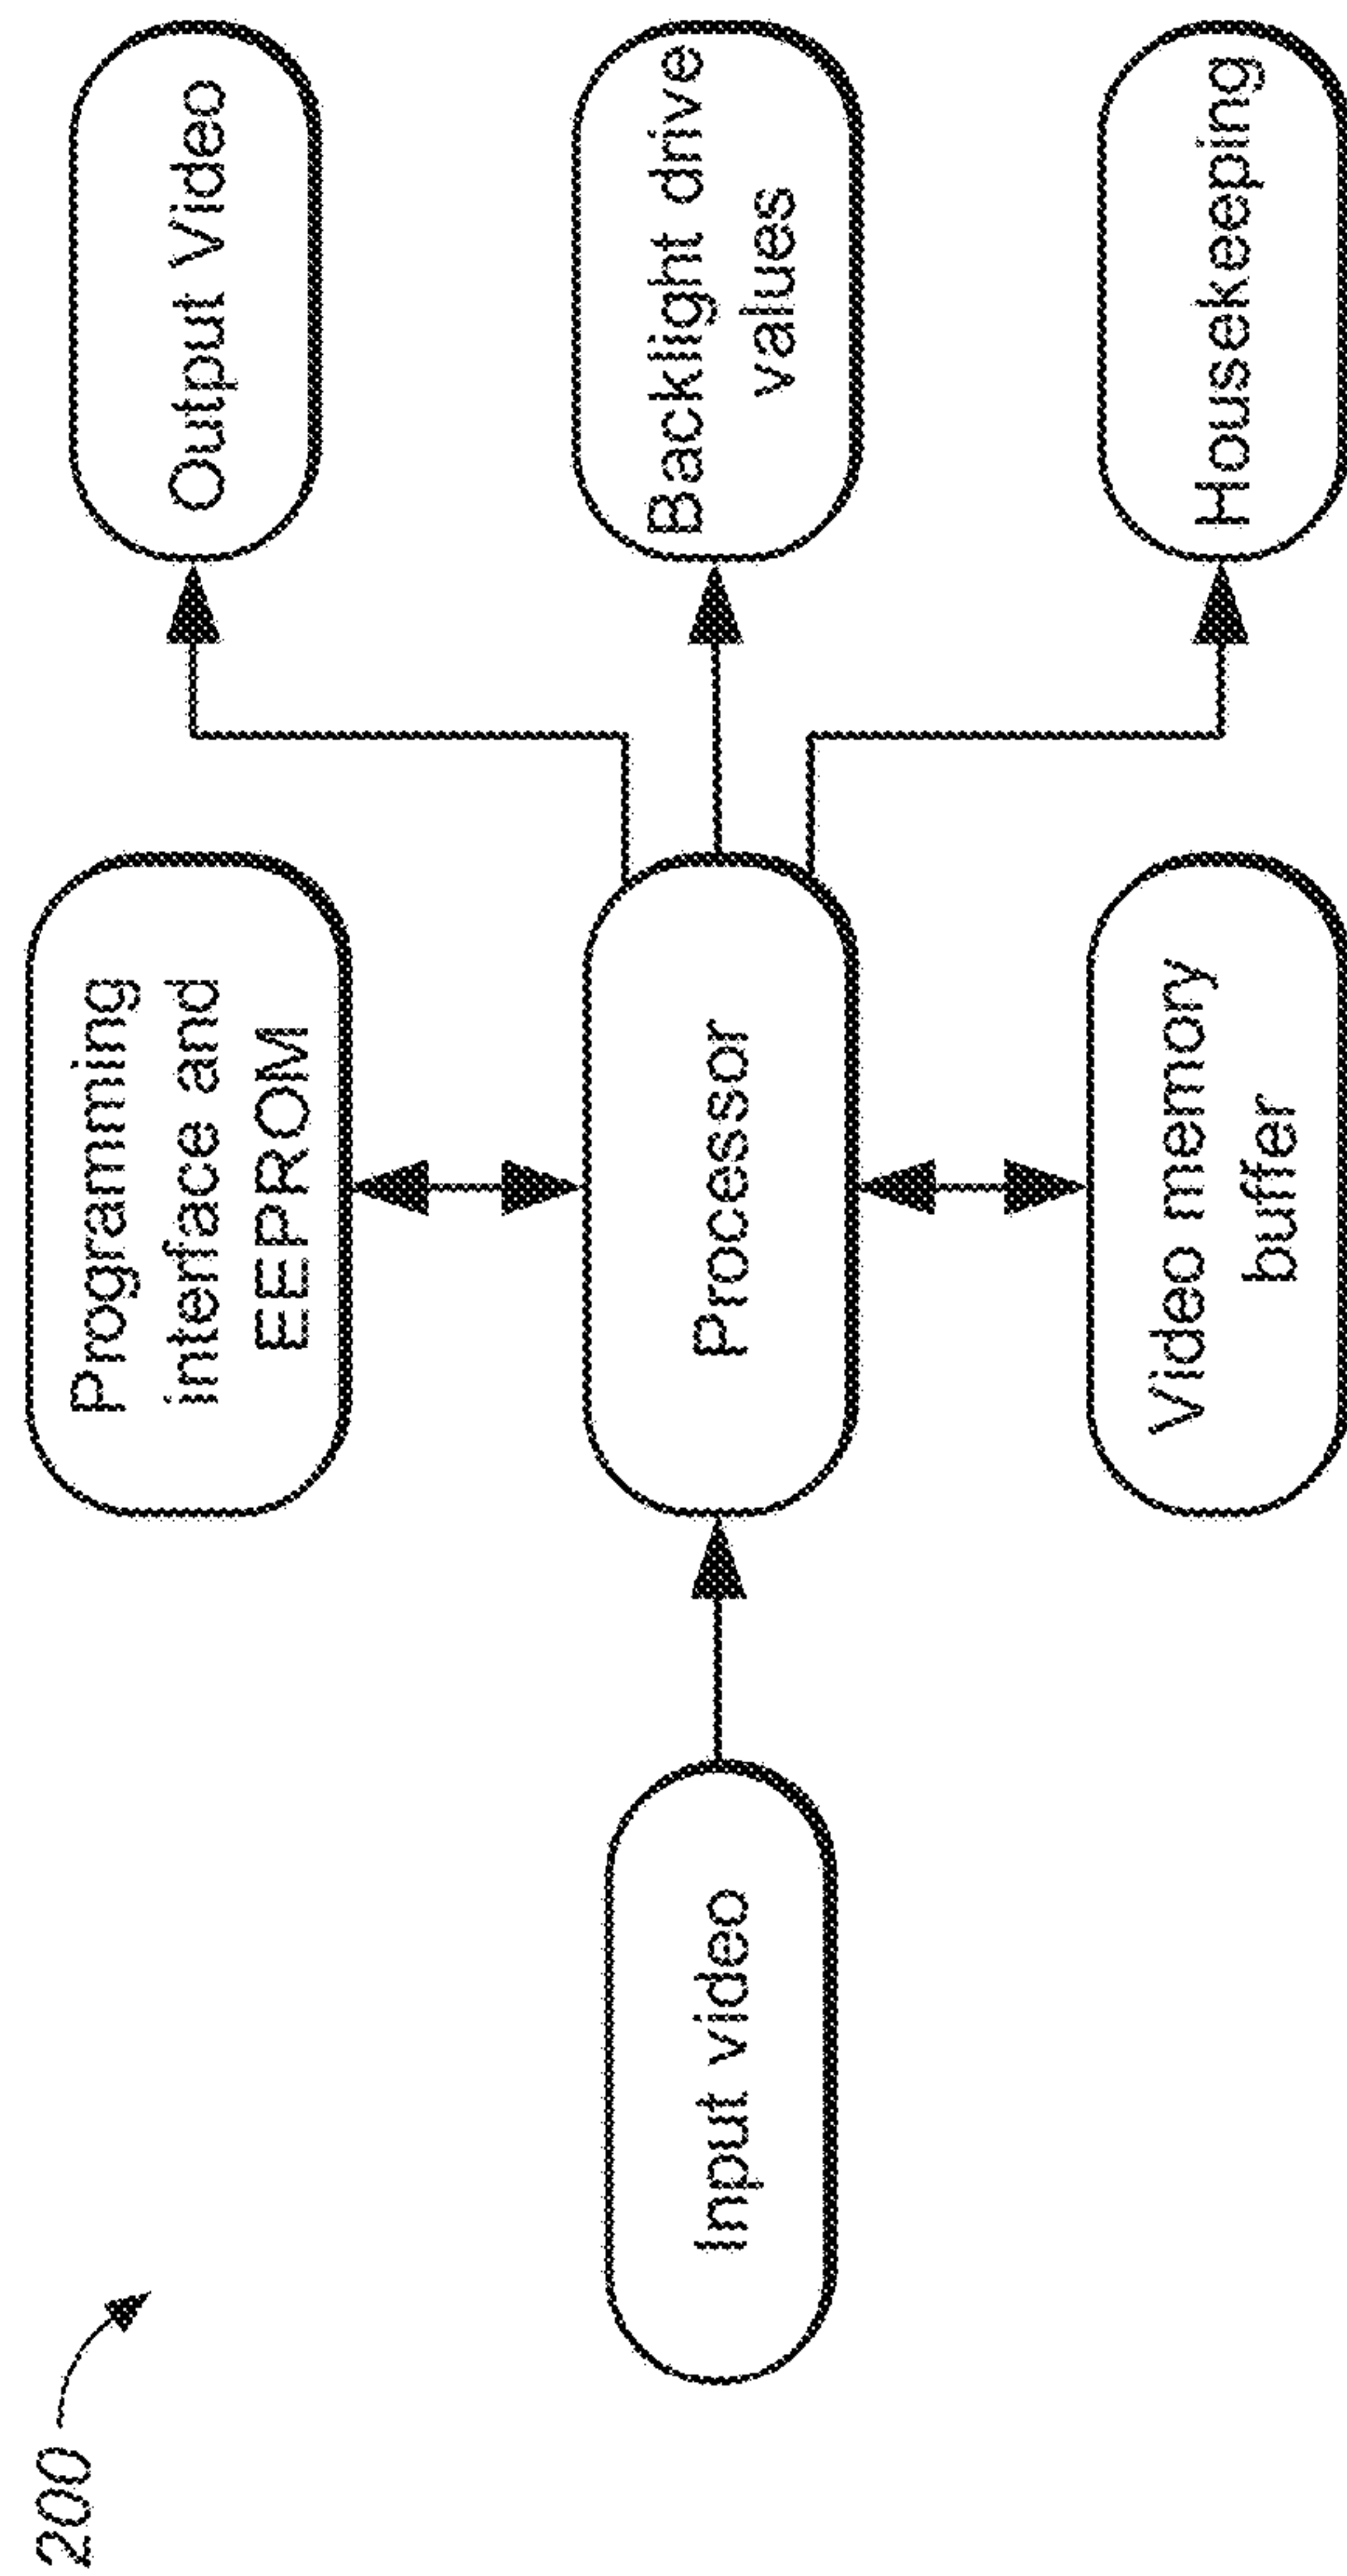 200
Input video
Programming
interface and
EEPROM
Processor
Video memory
buffer
Output Video
Backlight drive
values
Housekeeping